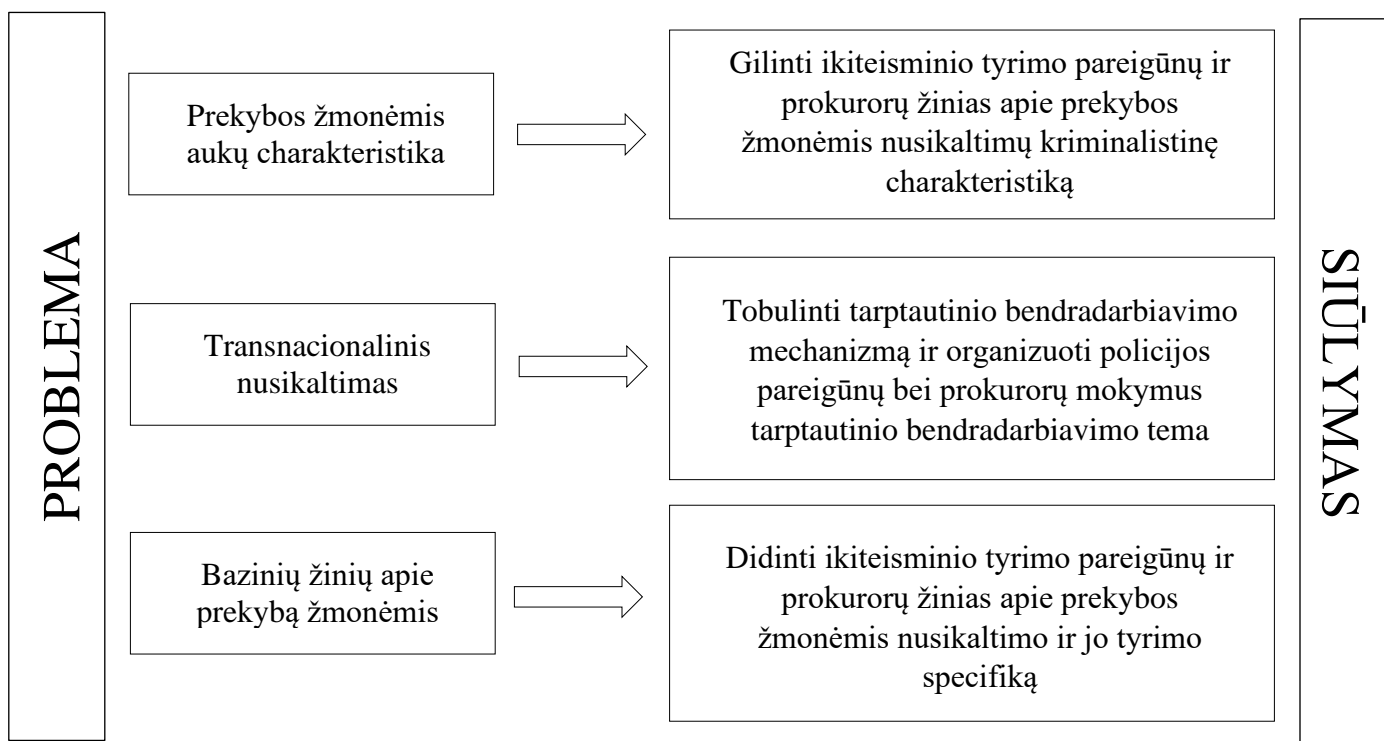 PROBLEMA
Prekybos žmonėmis
aukų charakteristika
Gilinti ikiteisminio tyrimo pareigūnų ir
prokurorų žinias apie prekybos
žmonėmis nusikaltimų kriminalistinę
charakteristiką
Transnacionalinis
nusikaltimas
Tobulinti tarptautinio bendradarbiavimo
mechanizmą ir organizuoti policijos
pareigūnų bei prokurorų mokymus
tarptautinio bendradarbiavimo tema
Bazinių žinių apie
prekybą žmonėmis
Didinti ikiteisminio tyrimo pareigūnų ir
prokurorų žinias apie prekybos
žmonėmis nusikaltimo ir jo tyrimo
specifiką
SIŪLYMAS